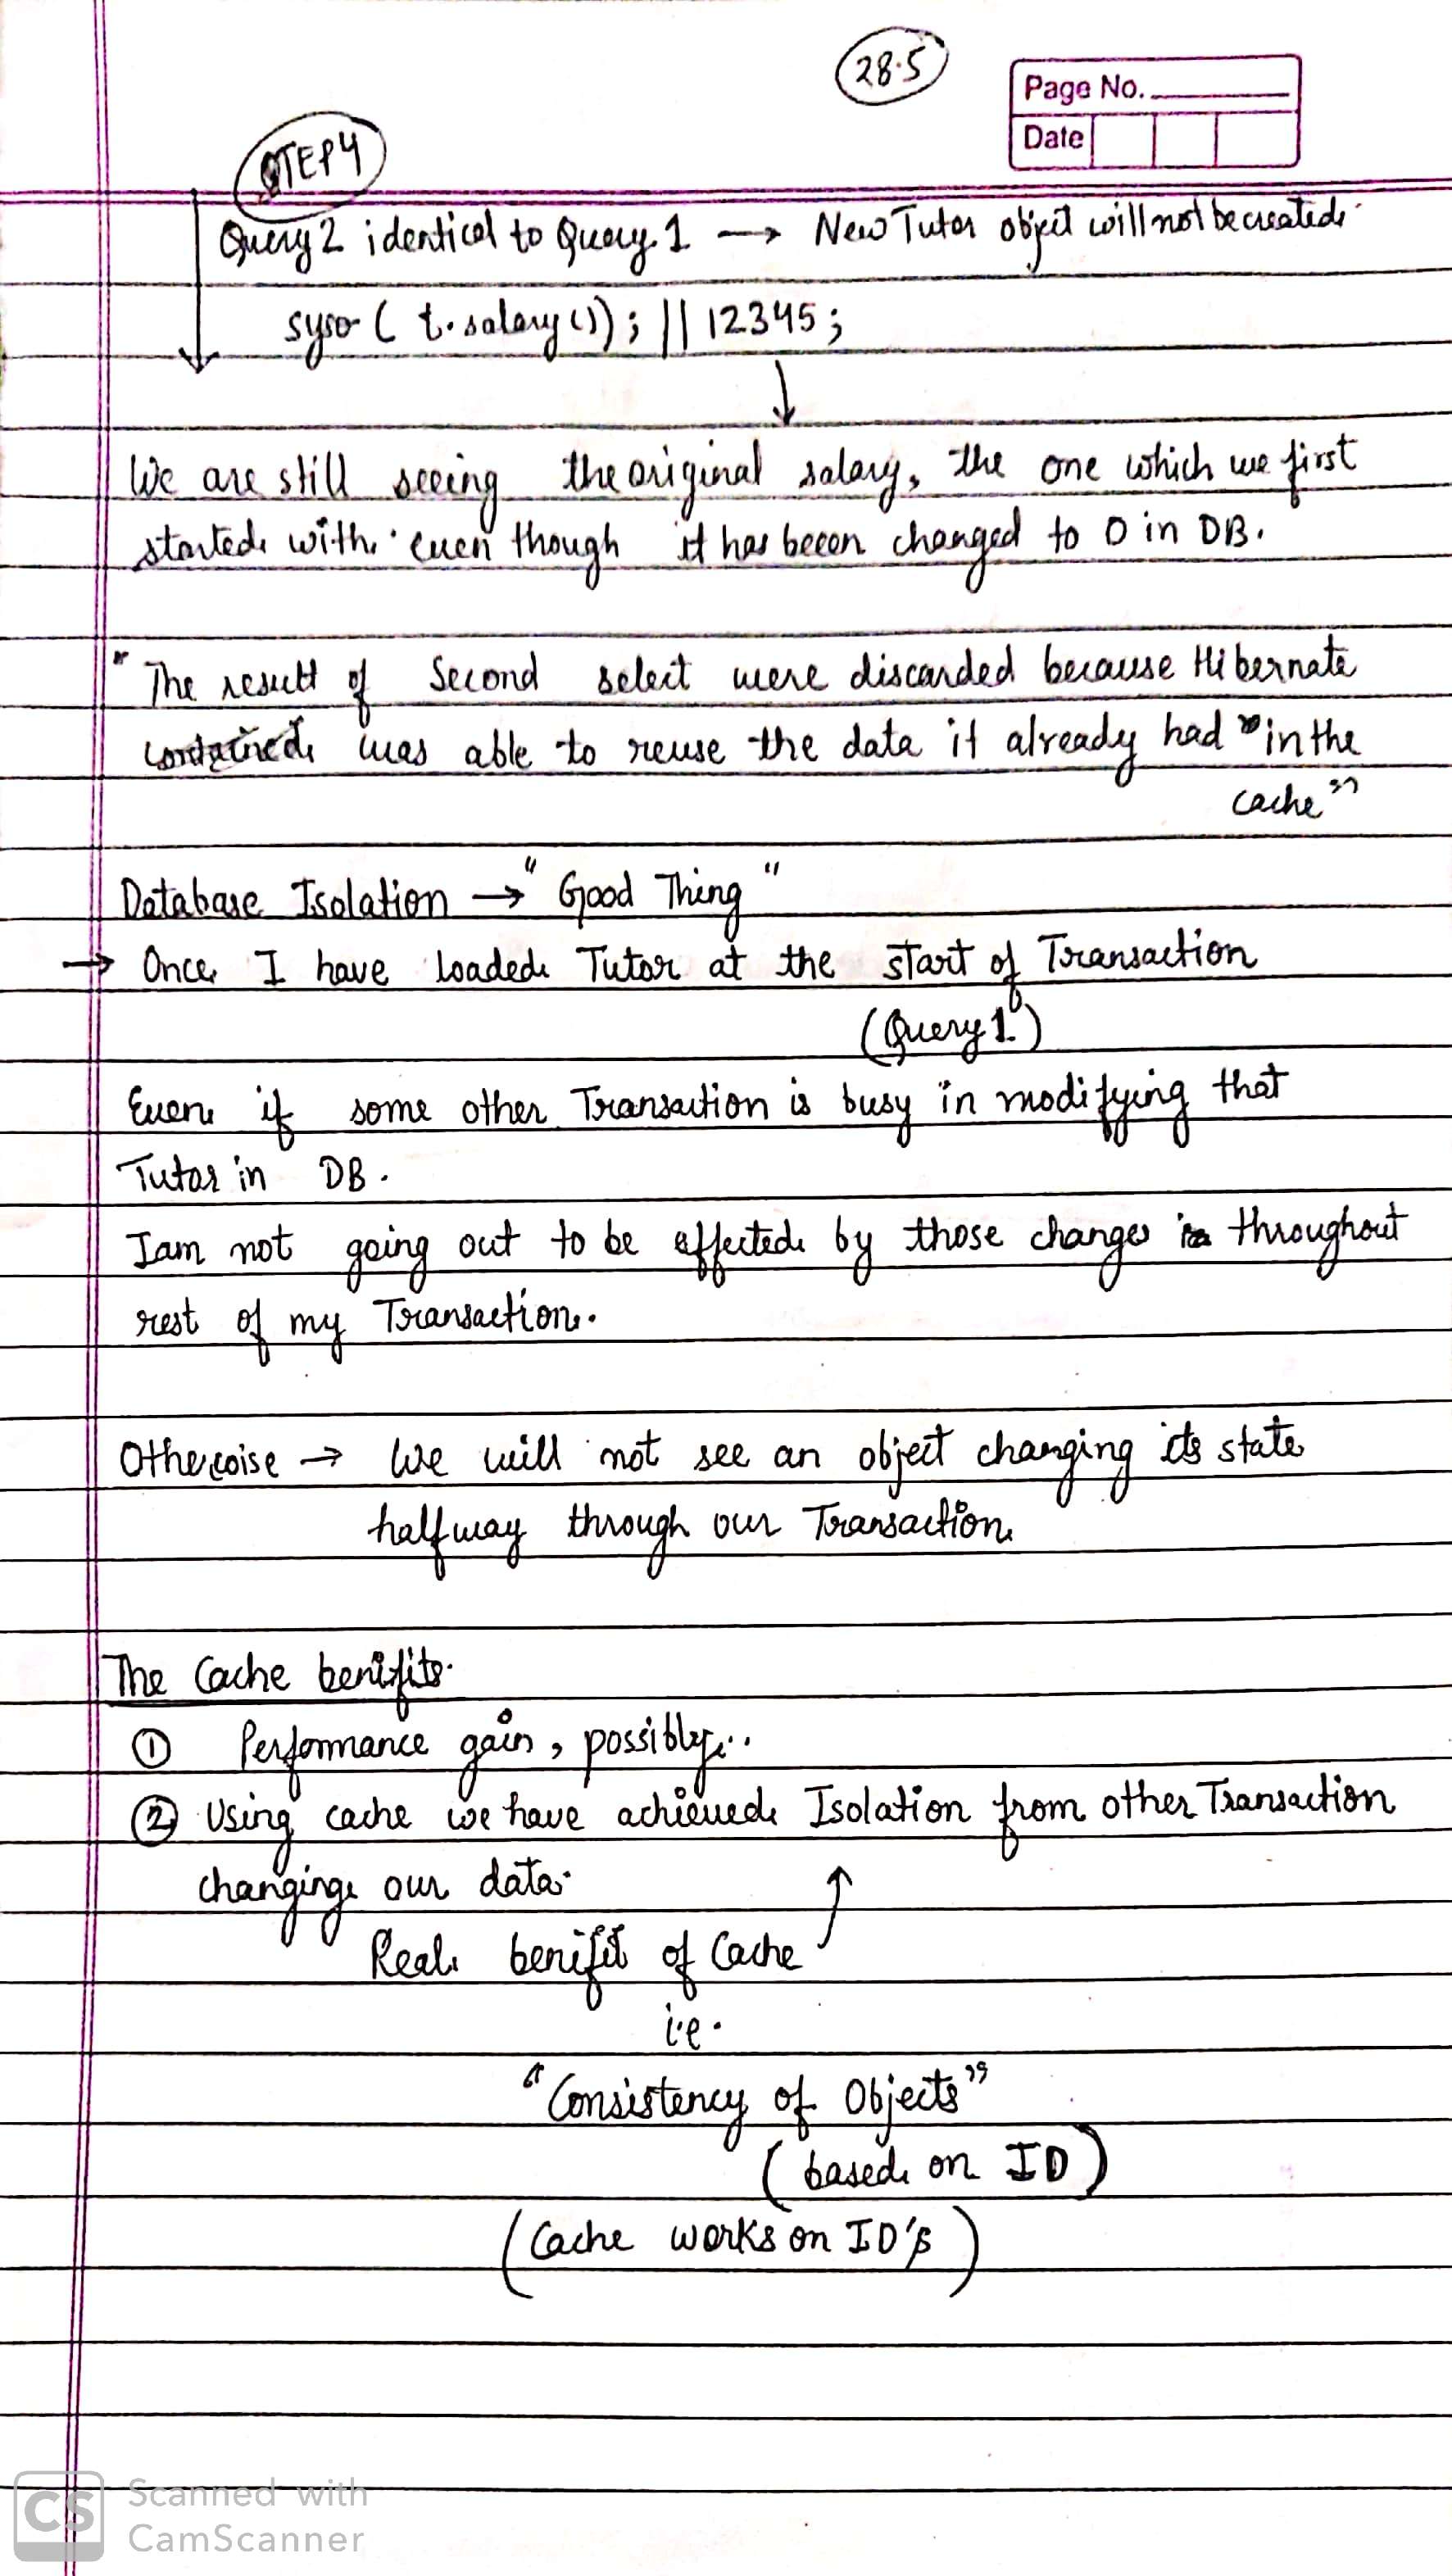 28.5
Page No.
Date
STEP4
Query 2 identical to Query 1 → New Tutor object will not be created.
syso ( t.salary()); || 12345;
↓
We are still seeing the original salary, the one which we first
started with. even though it has beeen changed to 0 in DB.
" The result of Second select were discarded because Hibernate
contained was able to reuse the data it already had in the
cache"
Database Isolation → "Good Thing"
→ Once I have loaded Tutor at the start of Transaction
(Query 1)
Even if some other Transaction is busy in modifying that
Tutor in DB.
I am not going out to be affected by those changes in throughout
rest of my Transaction.
Otherwise → We will not see an object changing its state
halfway through our Transaction
The Cache benifits.
① Performance gain, possibly...
② Using cache we have achieved Isolation from other Transaction
changing our data.
Real benifit of Cache ↑
i.e.
"Consistency of Objects"
(based on ID)
(Cache works on ID's)
CS Scanned with
CamScanner